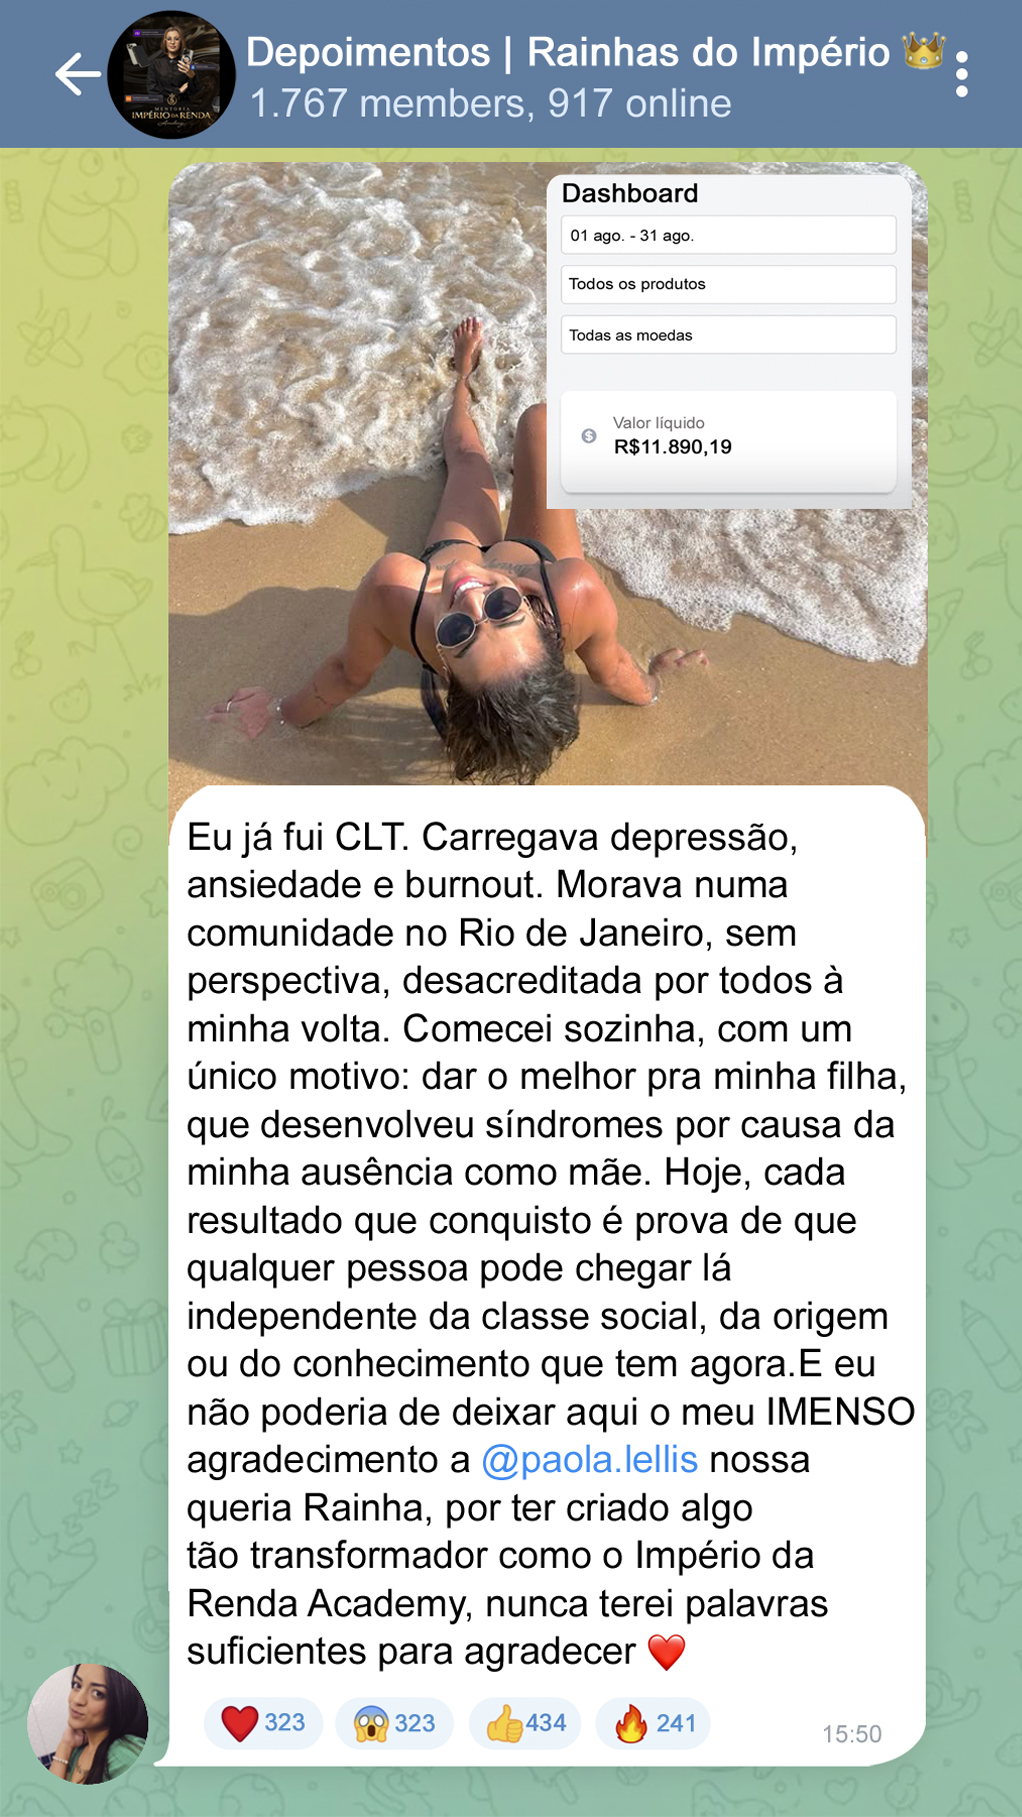 Depoimentos | Rainhas do Império 👑
1.767 members, 917 online
MENTORIA
IMPÉRIO DA RENDA
Academy
Dashboard
01 ago. - 31 ago.
Todos os produtos
Todas as moedas
Valor líquido
R$11.890,19
Eu já fui CLT. Carregava depressão,
ansiedade e burnout. Morava numa
comunidade no Rio de Janeiro, sem
perspectiva, desacreditada por todos à
minha volta. Comecei sozinha, com um
único motivo: dar o melhor pra minha filha,
que desenvolveu síndromes por causa da
minha ausência como mãe. Hoje, cada
resultado que conquisto é prova de que
qualquer pessoa pode chegar lá
independente da classe social, da origem
ou do conhecimento que tem agora.E eu
não poderia de deixar aqui o meu IMENSO
agradecimento a @paola.lellis nossa
queria Rainha, por ter criado algo
tão transformador como o Império da
Renda Academy, nunca terei palavras
suficientes para agradecer ❤️
❤️ 323 😱 323 👍 434 🔥 241
15:50